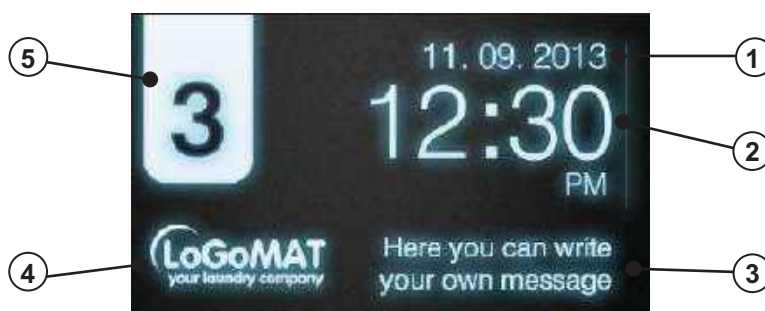 5
3
11. 09. 2013
1
12:30
2
PM
4
LoGoMAT
your laundry company
Here you can write
your own message
3